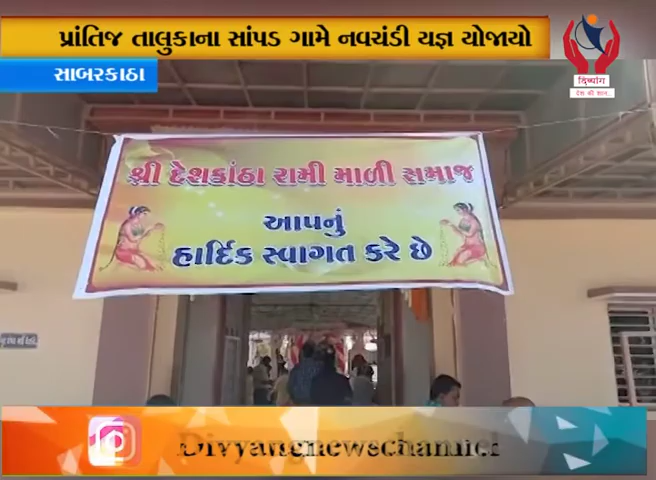 પ્રાંતિજ તાલુકાના સાંપડ ગામે નવચંડી યજ્ઞ યોજાયો
સાબરકાંઠા
दिव्यांग
देश की शान..
શ્રી દેશકાંઠા રામી માળી સમાજ
આપનું
હાર્દિક સ્વાગત કરે છે
Divyangnewschannel